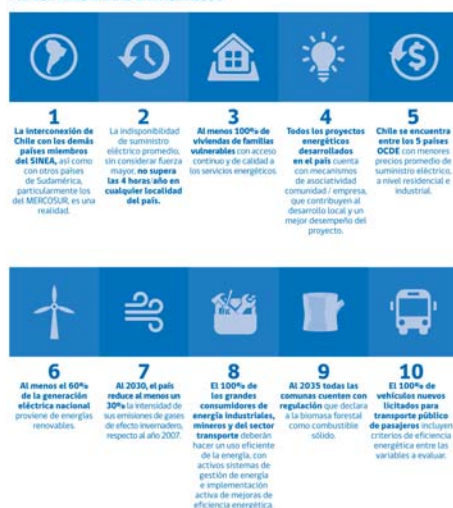 1
La interconexión de
Chile con los demás
países miembros
del SINEA, así como
con otros países
de Sudamérica,
particularmente los
del MERCOSUR, es una
realidad.
2
La indisponibilidad
de suministro
eléctrico promedio,
sin considerar fuerza
mayor, no supera
las 4 horas/año en
cualquier localidad
del país.
3
Al menos 100% de
viviendas de familias
vulnerables con acceso
continuo y de calidad a
los servicios energéticos.
4
Todos los proyectos
energéticos
desarrollados
en el país cuenta
con mecanismos
de asociatividad
comunidad / empresa,
que contribuyen al
desarrollo local y un
mejor desempeño del
proyecto.
5
Chile se encuentra
entre los 5 países
OCDE con menores
precios promedio de
suministro eléctrico,
a nivel residencial e
industrial.
6
Al menos el 60%
de la generación
eléctrica nacional
proviene de energías
renovables.
7
Al 2030, el país
reduce al menos un
30% la intensidad de
sus emisiones de gases
de efecto invernadero,
respecto al año 2007.
8
El 100% de
los grandes
consumidores de
energía industriales,
mineros y del sector
transporte deberán
hacer un uso eficiente
de la energía, con
activos sistemas de
gestión de energía
e implementación
activa de mejoras de
eficiencia energética.
9
Al 2035 todas las
comunas cuenten con
regulación que declara
a la biomasa forestal
como combustible
sólido.
10
El 100% de
vehículos nuevos
licitados para
transporte público
de pasajeros incluyen
criterios de eficiencia
energética entre las
variables a evaluar.